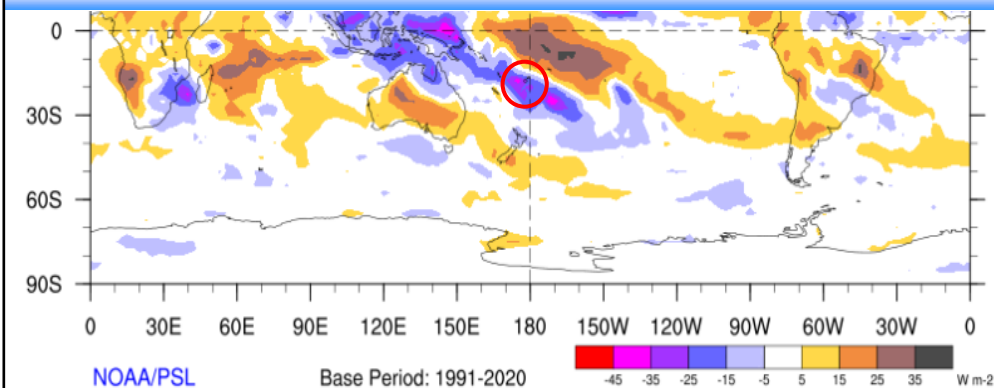 0
30S
60S
90S
0 30E 60E 90E 120E 150E 180 150W 120W 90W 60W 30W 0
NOAA/PSL Base Period: 1991-2020
-45 -35 -25 -15 -5 5 15 25 35 W m-2